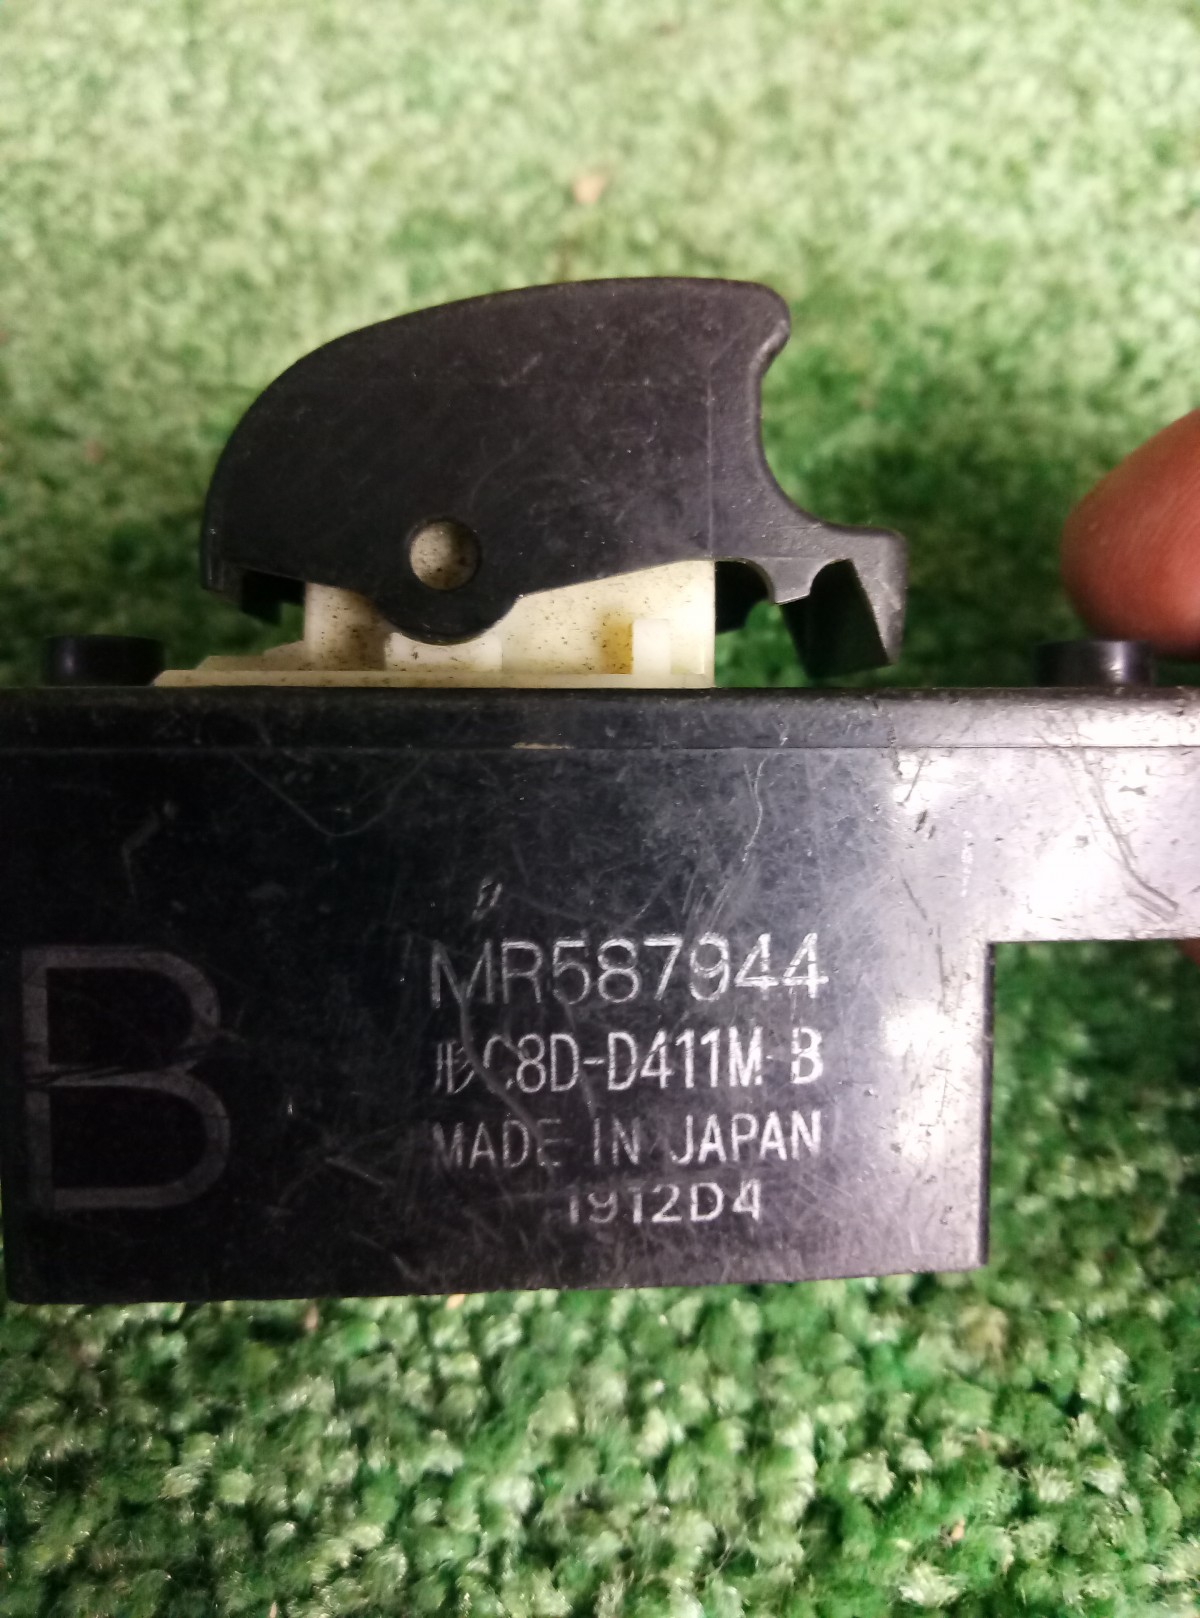 B
MR587944
形C8D-D411M B
MADE IN JAPAN
1912D4